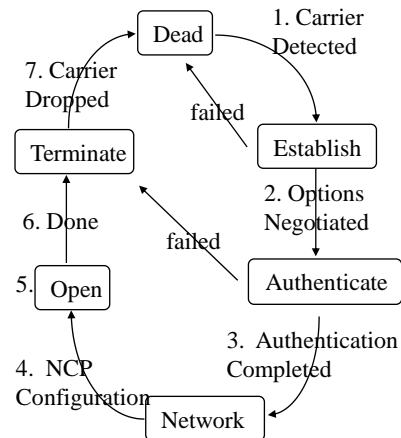 Dead
1. Carrier
Detected
7. Carrier
Dropped
failed
Terminate
Establish
2. Options
Negotiated
6. Done
failed
5.
Open
Authenticate
3. Authentication
Completed
4. NCP
Configuration
Network